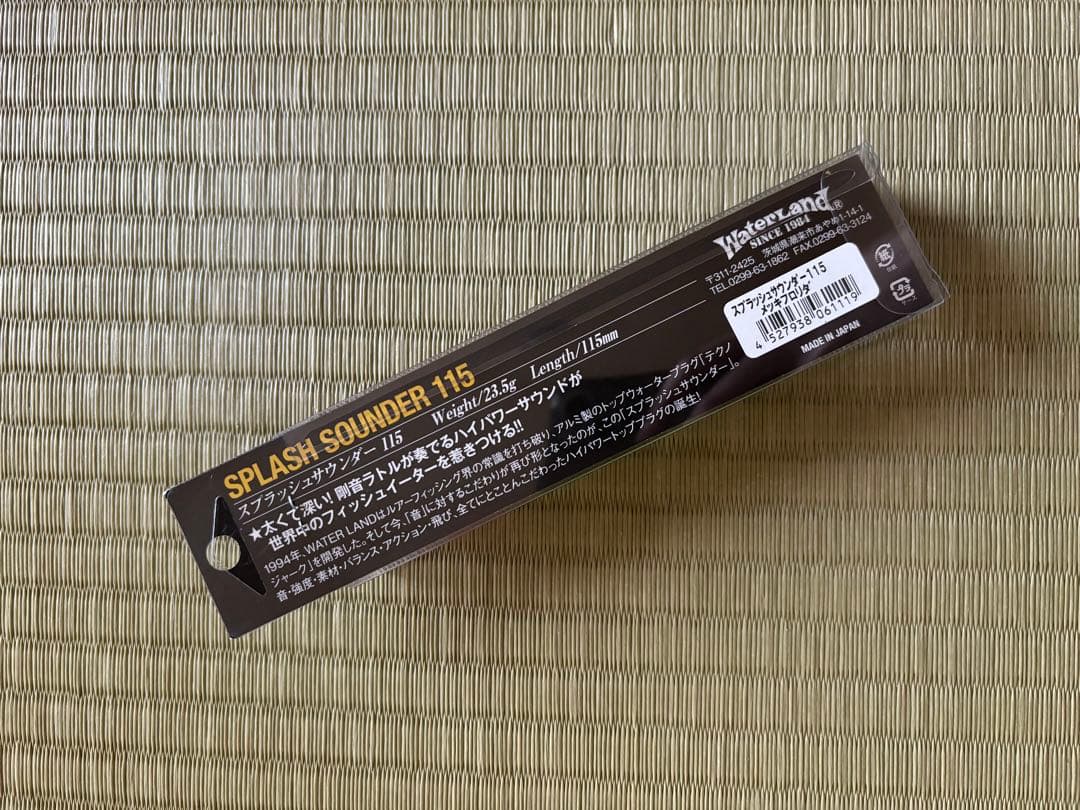 WaterLand®
SINCE 1984
〒311-2425 茨城県潮来市あやめ1-14-1
TEL.0299-63-1862 FAX.0299-63-3124
スプラッシュサウンダー115
メッキフロリダ
4 527938 061119
MADE IN JAPAN
紙
台紙
プラ
ケース
SPLASH SOUNDER 115
スプラッシュサウンダー 115 Weight/23.5g Length/115mm
★太くて深い!剛音ラトルが奏でるハイパワーサウンドが
世界中のフィッシュイーターを惹きつける!!
1994年、WATER LANDはルアーフィッシング界の常識を打ち破り、アルミ製のトップウォータープラグ「テクノ
ジャーク」を開発した。そして今、「音」に対するこだわりが再び形となったのが、この「スプラッシュサウンダー」。
音・強度・素材・バランス・アクション・飛び、全てにとことんこだわったハイパワートッププラグの誕生!